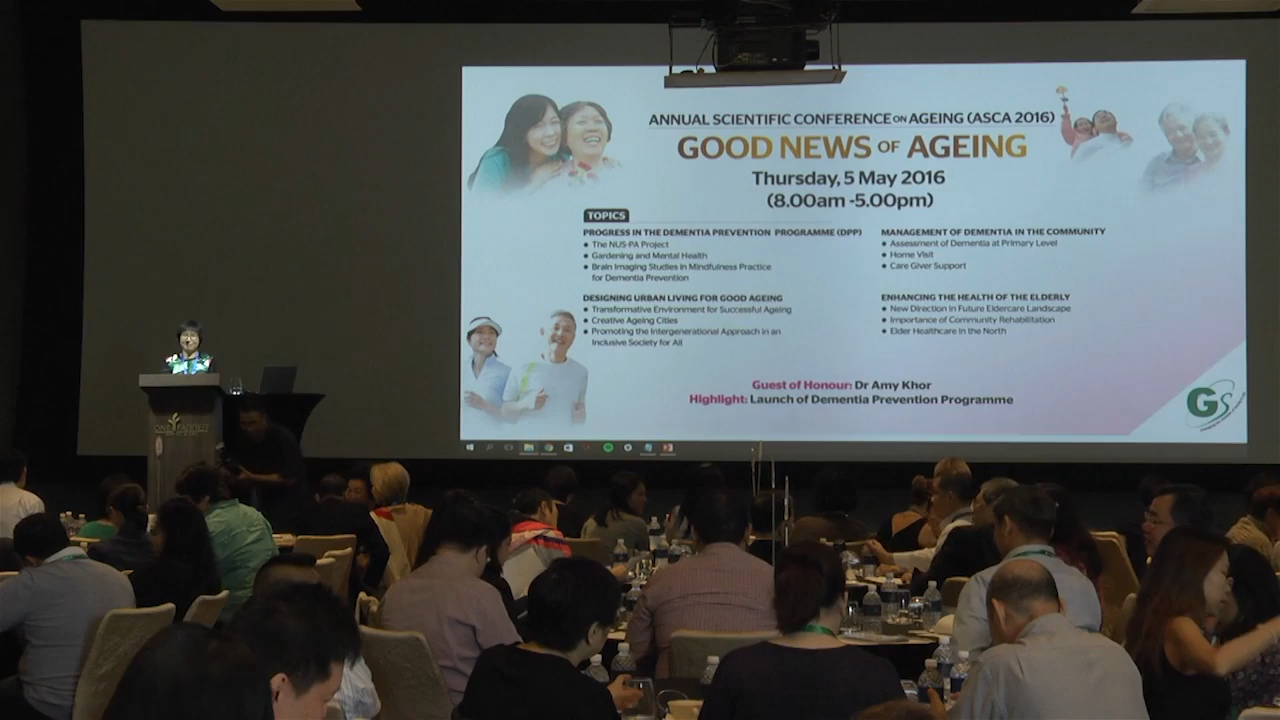 ANNUAL SCIENTIFIC CONFERENCE ON AGEING (ASCA 2016)
GOOD NEWS OF AGEING
Thursday, 5 May 2016
(8.00am -5.00pm)
TOPICS
PROGRESS IN THE DEMENTIA PREVENTION PROGRAMME (DPP)
● The NUS-PA Project
● Gardening and Mental Health
● Brain Imaging Studies in Mindfulness Practice
for Dementia Prevention
DESIGNING URBAN LIVING FOR GOOD AGEING
● Transformative Environment for Successful Ageing
● Creative Ageing Cities
● Promoting the Intergenerational Approach in an
Inclusive Society for All
MANAGEMENT OF DEMENTIA IN THE COMMUNITY
● Assessment of Dementia at Primary Level
● Home Visit
● Care Giver Support
ENHANCING THE HEALTH OF THE ELDERLY
● New Direction in Future Eldercare Landscape
● Importance of Community Rehabilitation
● Elder Healthcare in the North
Guest of Honour: Dr Amy Khor
Highlight: Launch of Dementia Prevention Programme
GS
ONE FARRER